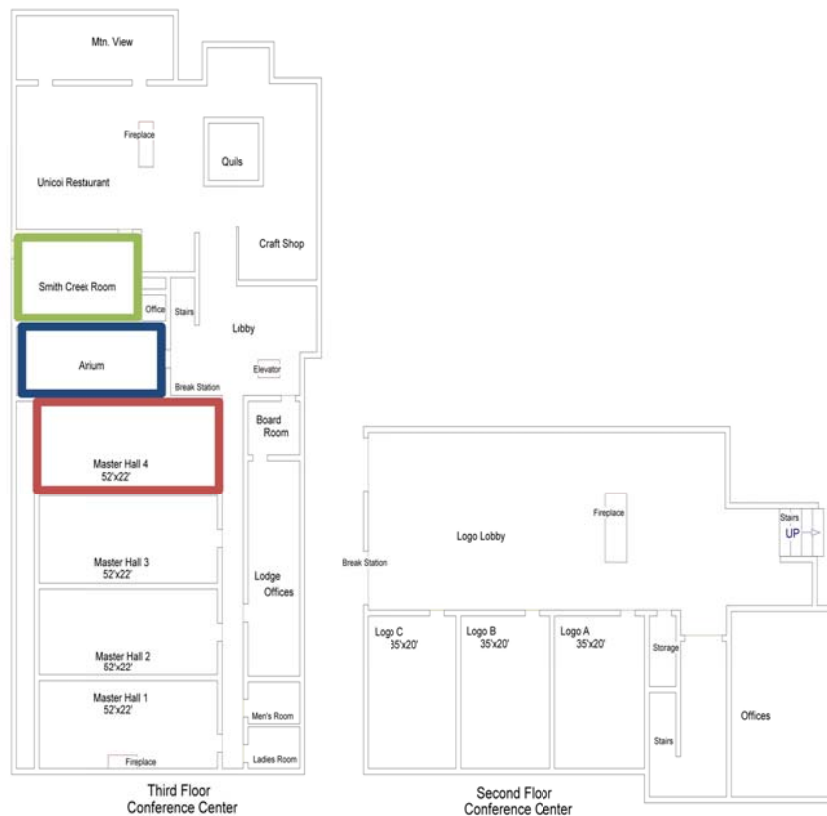 Mtn. View
Fireplace
Quils
Unicoi Restaurant
Craft Shop
Smith Creek Room
Office
Stairs
Lobby
Atrium
Elevator
Break Station
Board
Room
Master Hall 4
52'x22'
Master Hall 3
52'x22'
Lodge
Offices
Master Hall 2
52'x22'
Master Hall 1
52'x22'
Men's Room
Fireplace
Ladies Room
Third Floor
Conference Center
Fireplace
Stairs
UP
Logo Lobby
Break Station
Logo C
35'x20'
Logo B
35'x20'
Logo A
35'x20'
Storage
Stairs
Offices
Second Floor
Conference Center